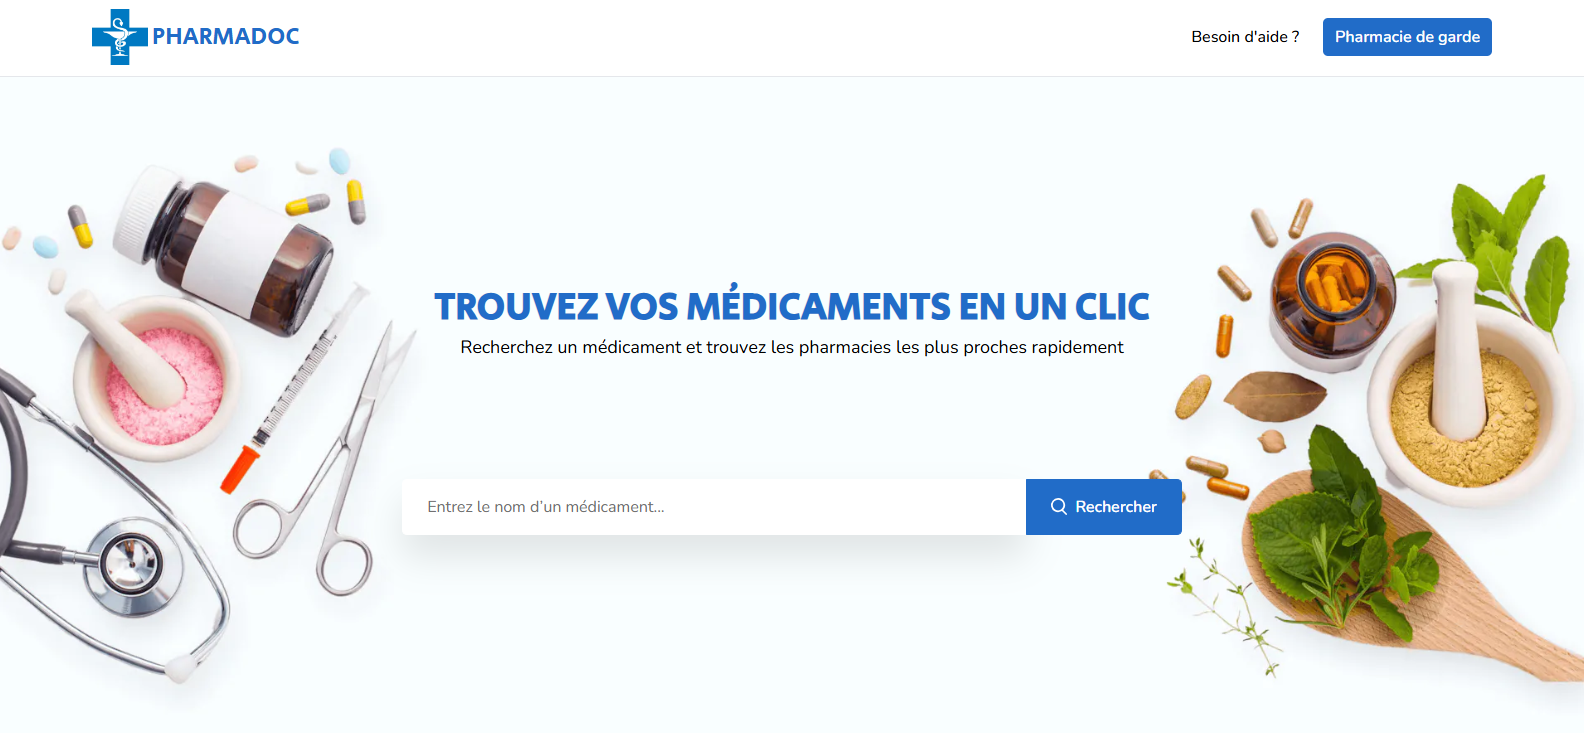 PHARMADOC
Besoin d'aide ?
Pharmacie de garde
TROUVEZ VOS MÉDICAMENTS EN UN CLIC
Recherchez un médicament et trouvez les pharmacies les plus proches rapidement
Entrez le nom d’un médicament...
Rechercher